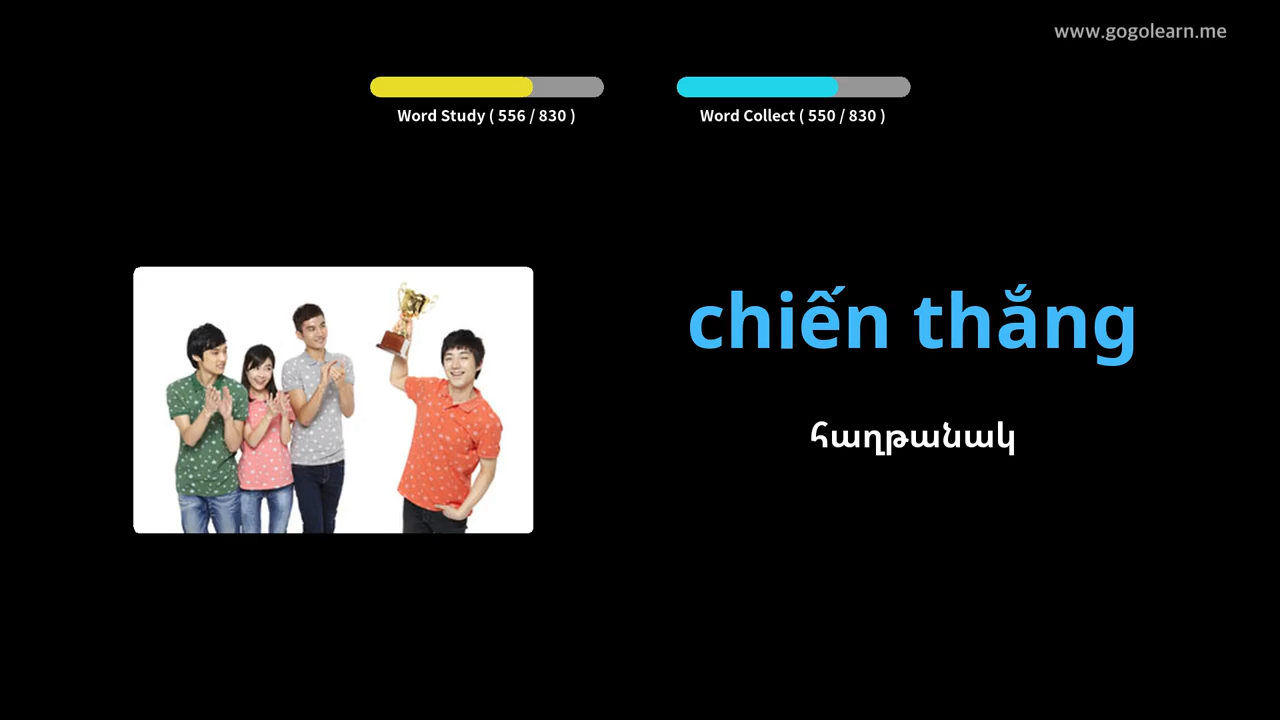 www.gogolearn.me
Word Study ( 556 / 830 )
Word Collect ( 550 / 830 )
chiến thắng
հաղթանակ